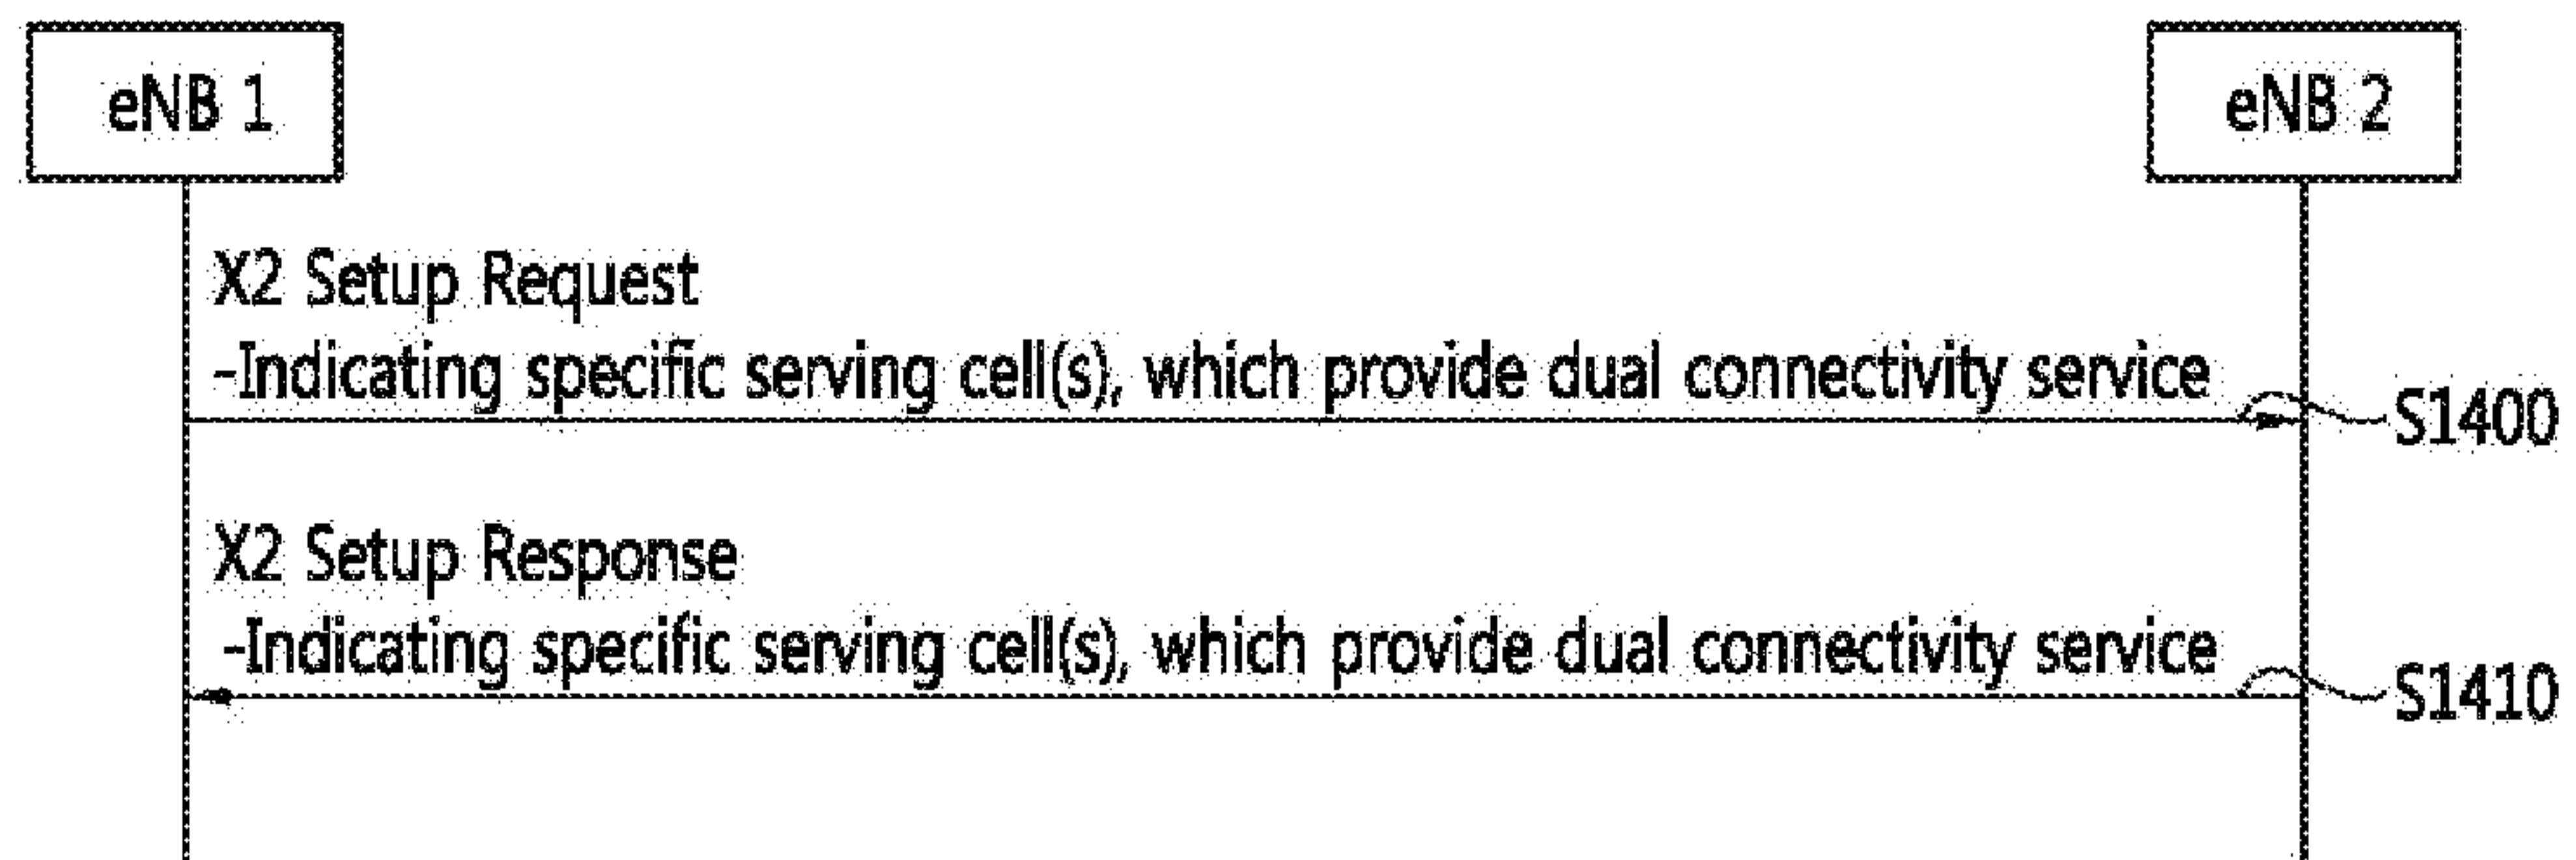 eNB 1
eNB 2
X2 Setup Request
-Indicating specific serving cell(s), which provide dual connectivity service
S1400
X2 Setup Response
-Indicating specific serving cell(s), which provide dual connectivity service
S1410